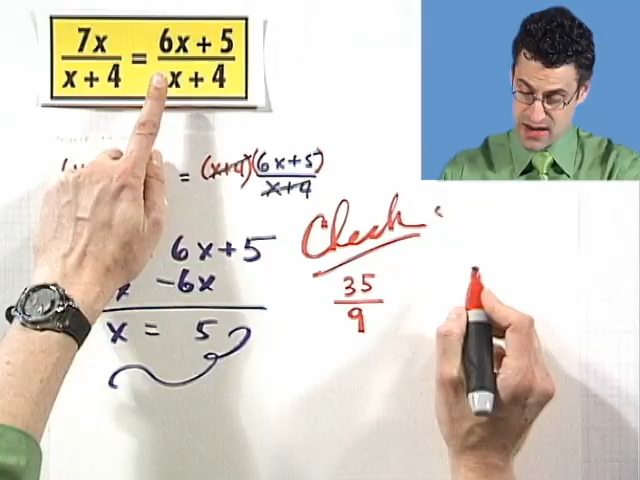 7x/(x + 4) = (6x + 5)/(x + 4)
= (x+4)(6x+5)/(x+4)
6x+5
x -6x
x = 5
Check:
35/9